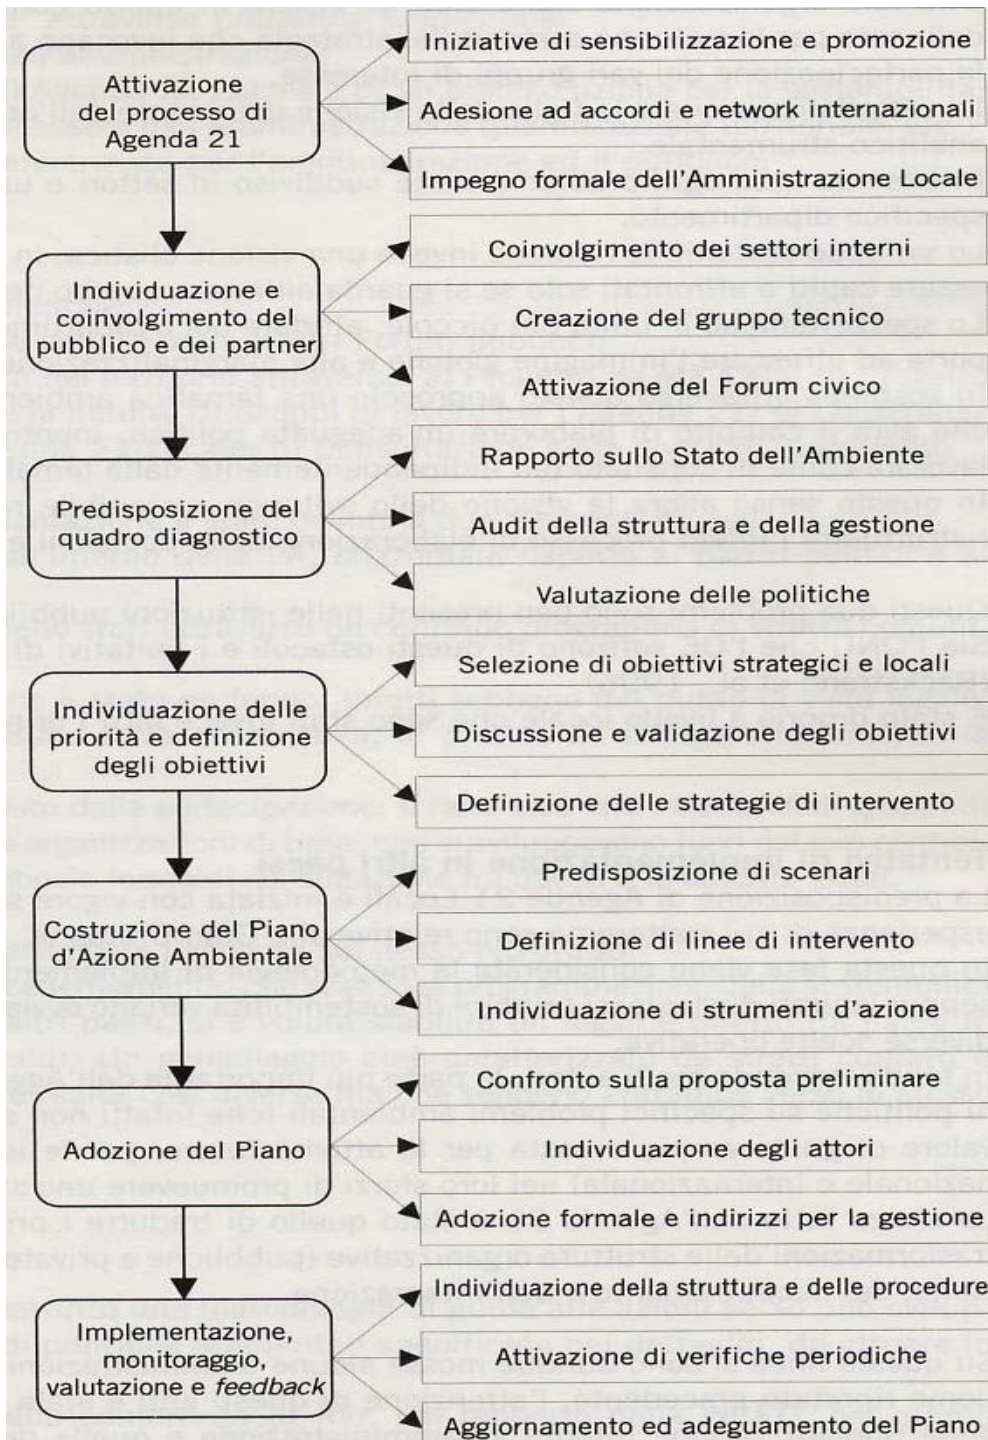 Attivazione
del processo di
Agenda 21
Iniziative di sensibilizzazione e promozione
Adesione ad accordi e network internazionali
Impegno formale dell'Amministrazione Locale
Individuazione e
coinvolgimento del
pubblico e dei partner
Coinvolgimento dei settori interni
Creazione del gruppo tecnico
Attivazione del Forum civico
Predisposizione del
quadro diagnostico
Rapporto sullo Stato dell'Ambiente
Audit della struttura e della gestione
Valutazione delle politiche
Individuazione delle
priorità e definizione
degli obiettivi
Selezione di obiettivi strategici e locali
Discussione e validazione degli obiettivi
Definizione delle strategie di intervento
Costruzione del Piano
d'Azione Ambientale
Predisposizione di scenari
Definizione di linee di intervento
Individuazione di strumenti d'azione
Adozione del Piano
Confronto sulla proposta preliminare
Individuazione degli attori
Adozione formale e indirizzi per la gestione
Implementazione,
monitoraggio,
valutazione e feedback
Individuazione della struttura e delle procedure
Attivazione di verifiche periodiche
Aggiornamento ed adeguamento del Piano